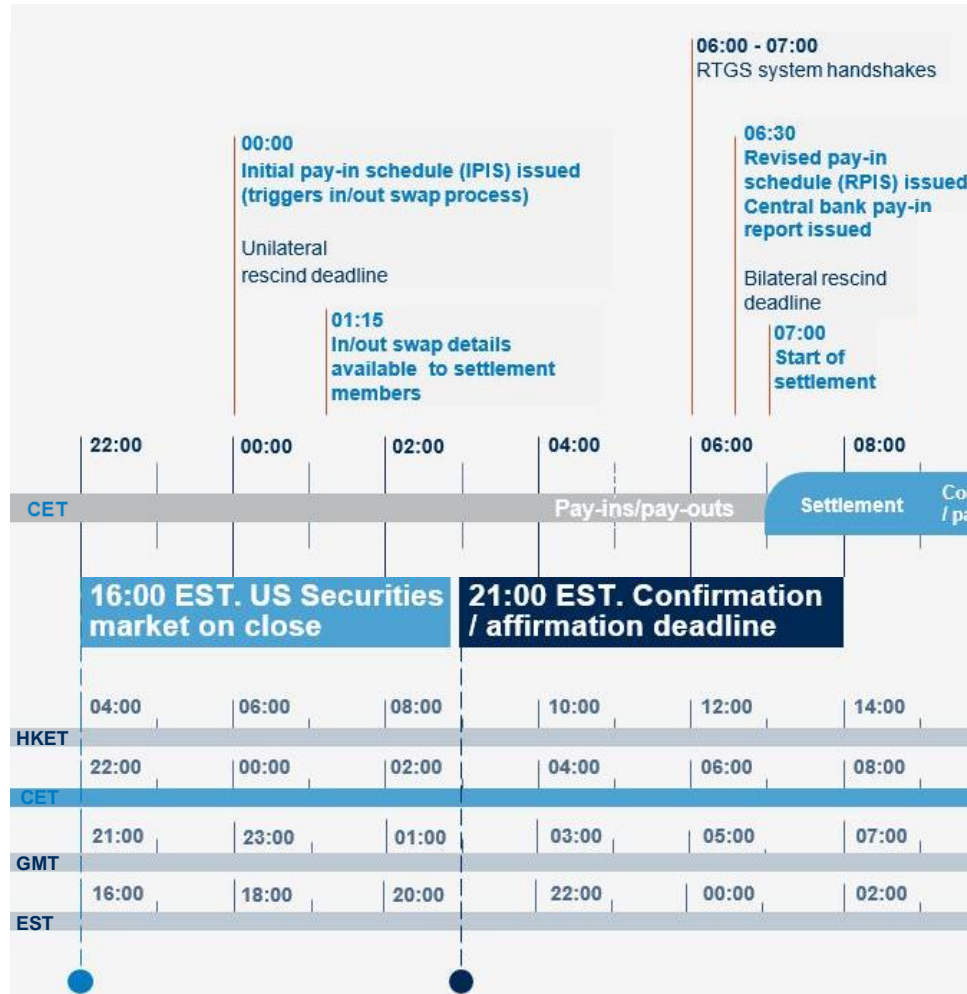 06:00 - 07:00
RTGS system handshakes
00:00
Initial pay-in schedule (IPIS) issued
(triggers in/out swap process)
Unilateral
rescind deadline
06:30
Revised pay-in
schedule (RPIS) issued
Central bank pay-in
report issued
Bilateral rescind
deadline
01:15
In/out swap details
available to settlement
members
07:00
Start of
settlement
22:00 00:00 02:00 04:00 06:00 08:00
CET Pay-ins/pay-outs Settlement Co
/ pa
16:00 EST. US Securities
market on close
21:00 EST. Confirmation
/ affirmation deadline
04:00 06:00 08:00 10:00 12:00 14:00
HKET
22:00 00:00 02:00 04:00 06:00 08:00
CET
21:00 23:00 01:00 03:00 05:00 07:00
GMT
16:00 18:00 20:00 22:00 00:00 02:00
EST